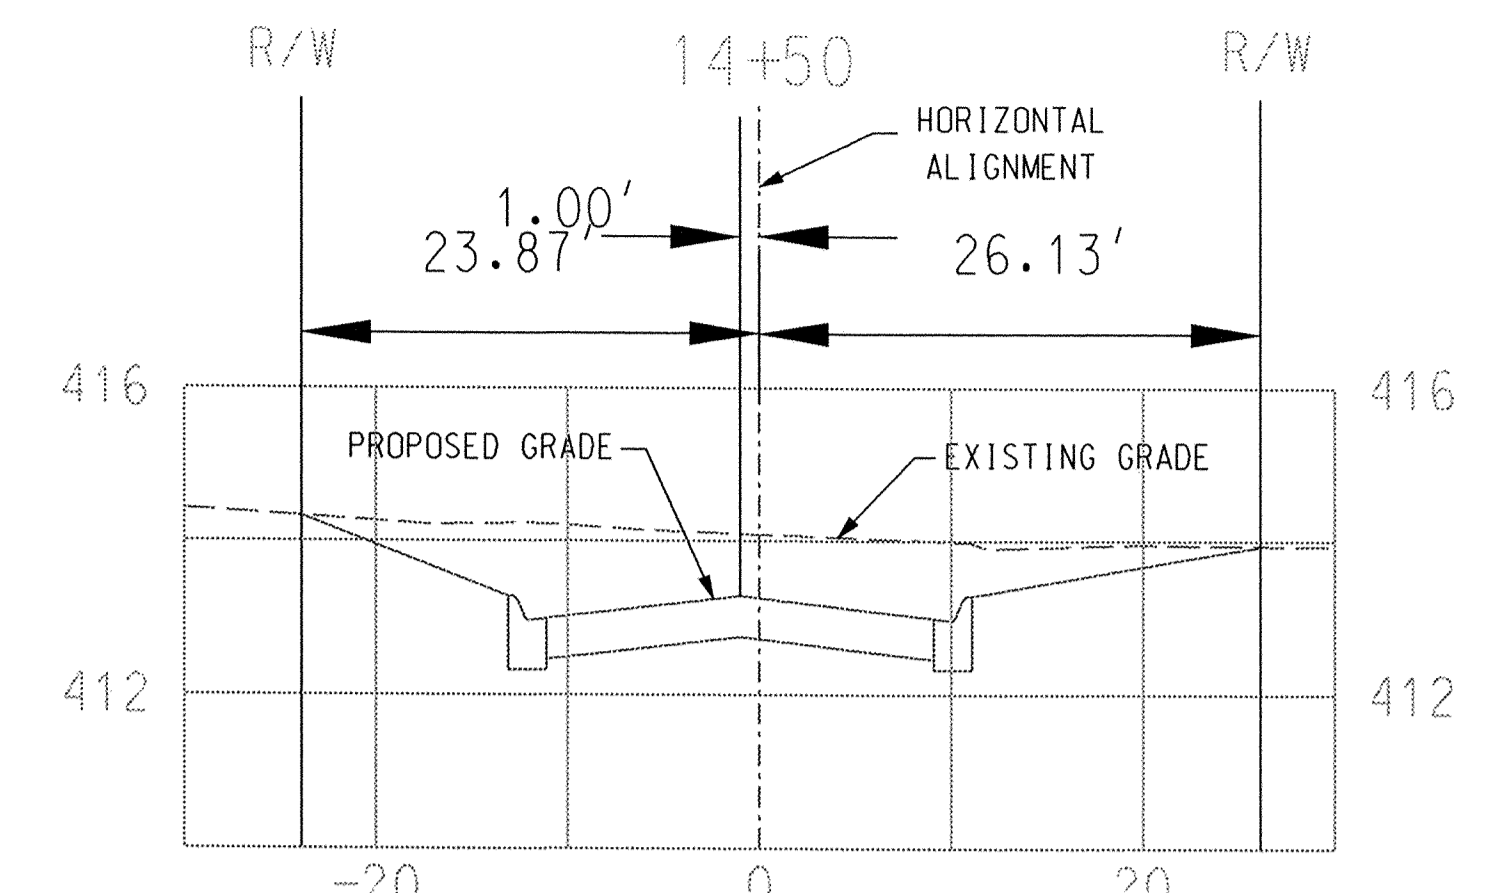 R/W
14+50
R/W
HORIZONTAL
ALIGNMENT
1.00'
23.87'
26.13'
416
416
PROPOSED GRADE
EXISTING GRADE
412
412
-20
0
20